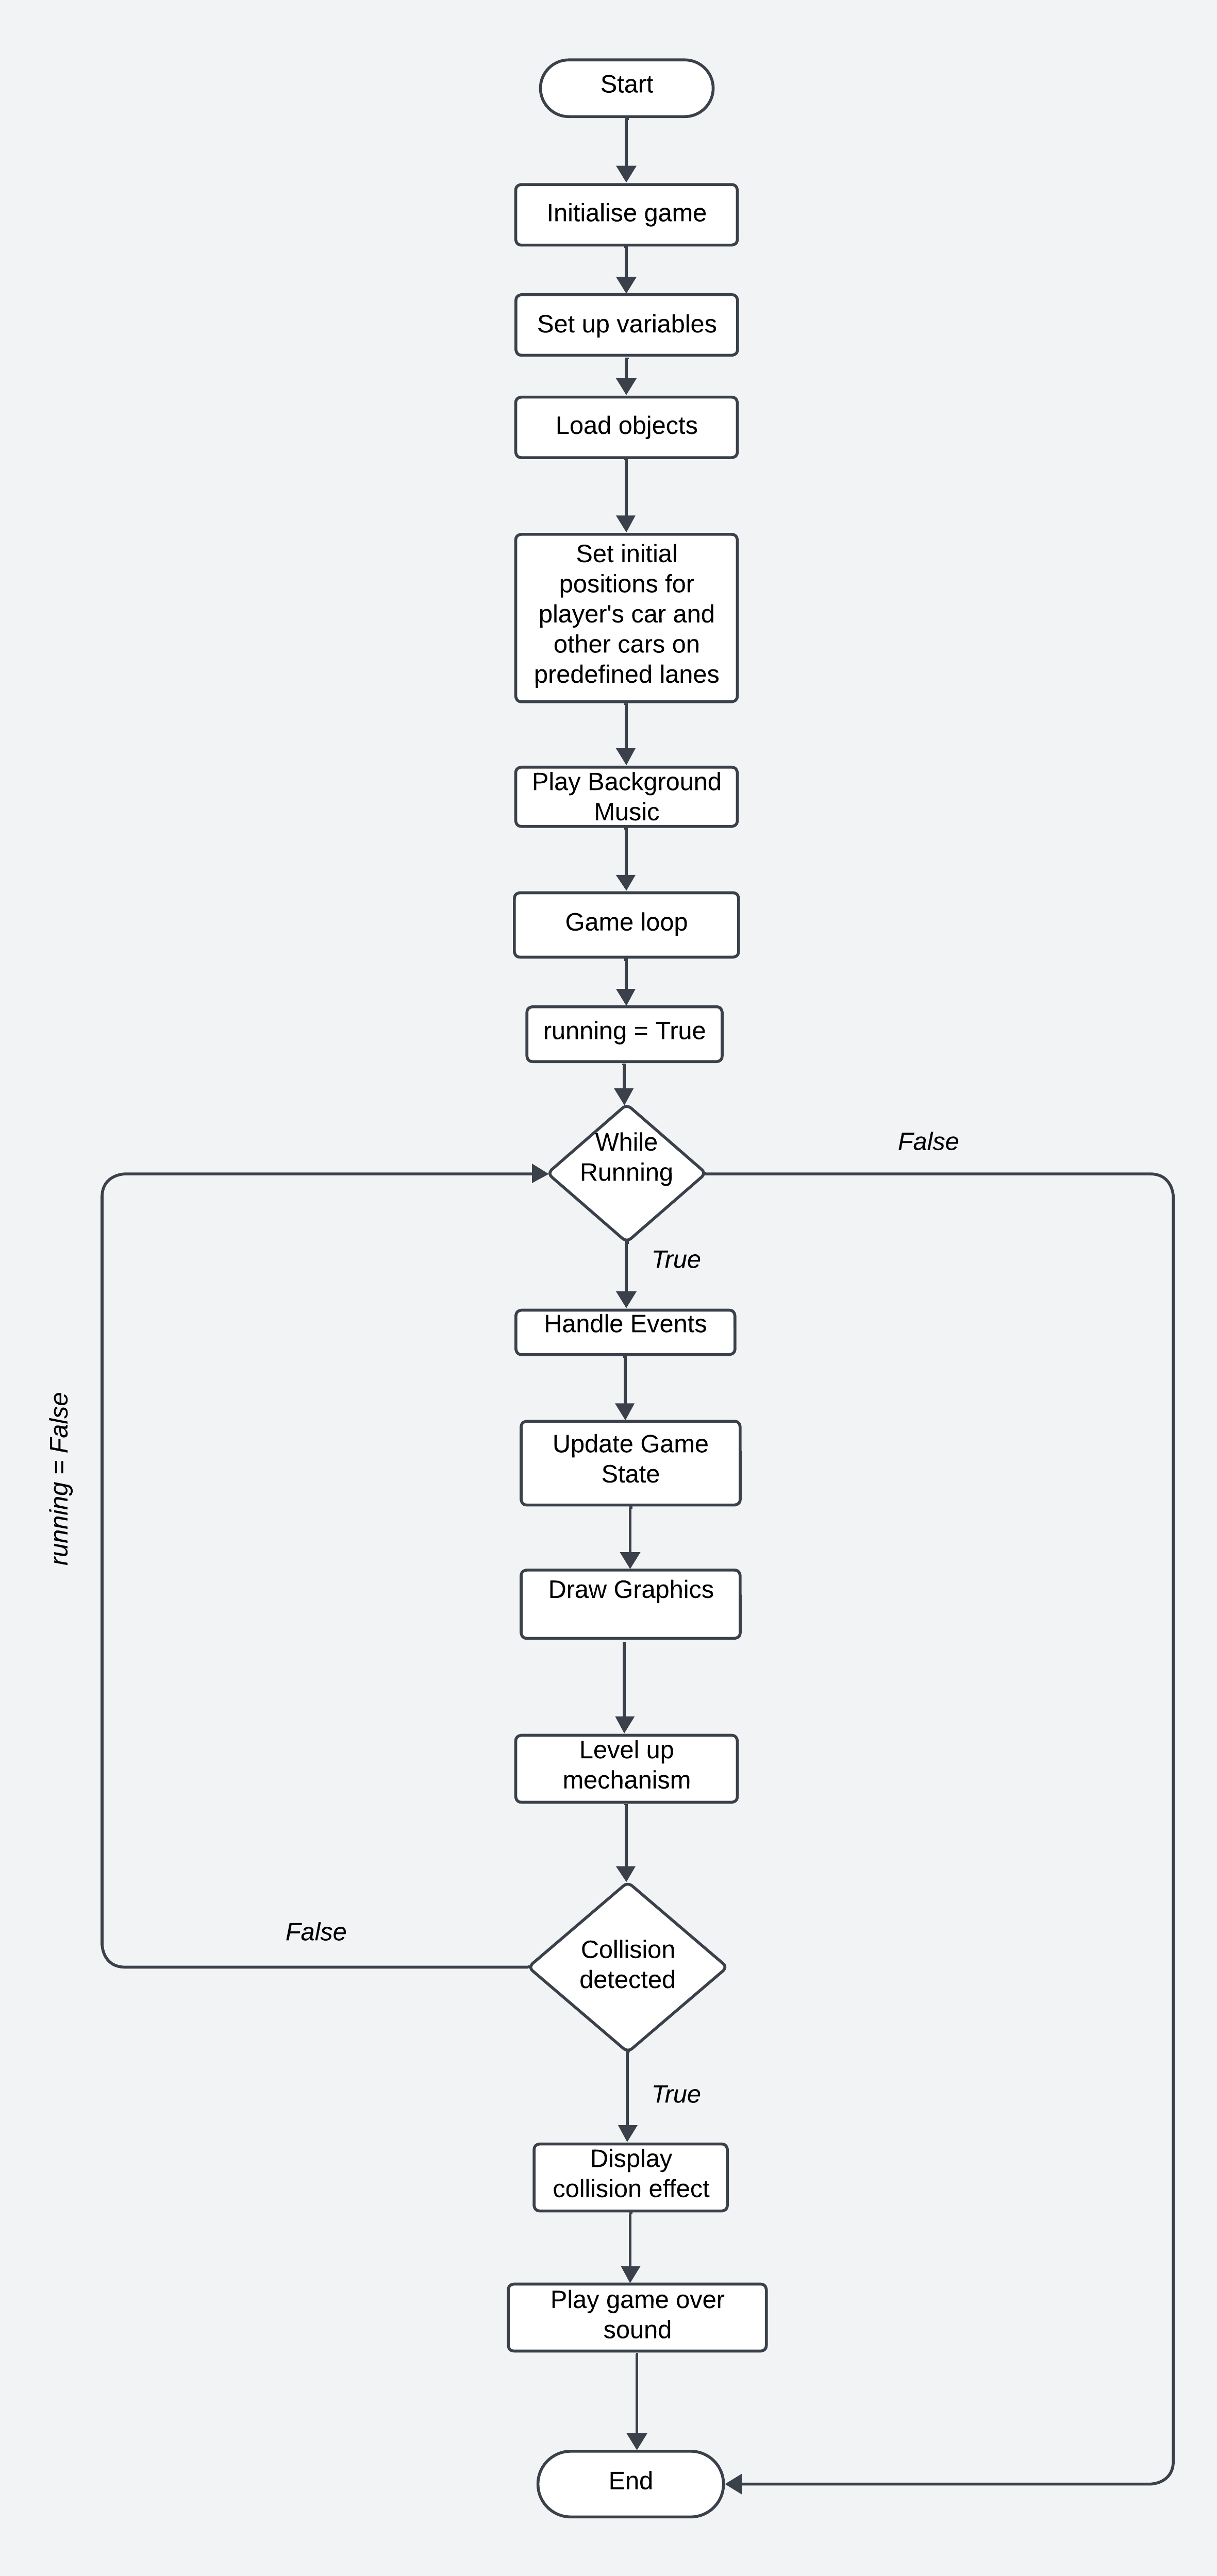 Start
Initialise game
Set up variables
Load objects
Set initial
positions for
player's car and
other cars on
predefined lanes
Play Background
Music
Game loop
running = True
While
Running
False
True
Handle Events
Update Game
State
running = False
Draw Graphics
Level up
mechanism
False
Collision
detected
True
Display
collision effect
Play game over
sound
End